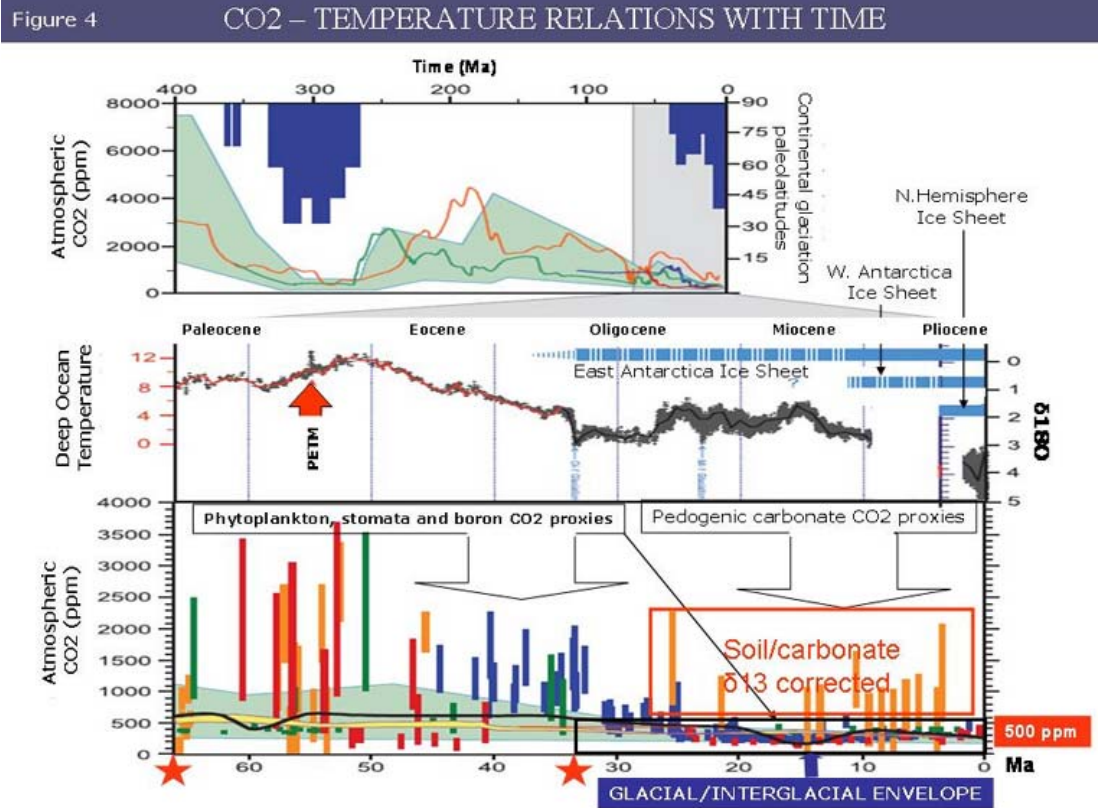 Figure 4
CO2 – TEMPERATURE RELATIONS WITH TIME
Time (Ma)
400 300 200 100 0
8000
6000
4000
2000
0
Atmospheric
CO2 (ppm)
90
75
60
45
30
15
Continental glaciation
paleolatitudes
N.Hemisphere
Ice Sheet
W. Antarctica
Ice Sheet
Paleocene Eocene Oligocene Miocene Pliocene
Deep Ocean
Temperature
12
8
4
0
PETM
East Antarctica Ice Sheet
?
0
1
2
3
4
5
δ18O
Atmospheric
CO2 (ppm)
4000
3500
3000
2500
2000
1500
1000
500
0
Phytoplankton, stomata and boron CO2 proxies
Pedogenic carbonate CO2 proxies
Soil/carbonate
δ13 corrected
500 ppm
60 50 40 30 20 10 0 Ma
GLACIAL/INTERGLACIAL ENVELOPE